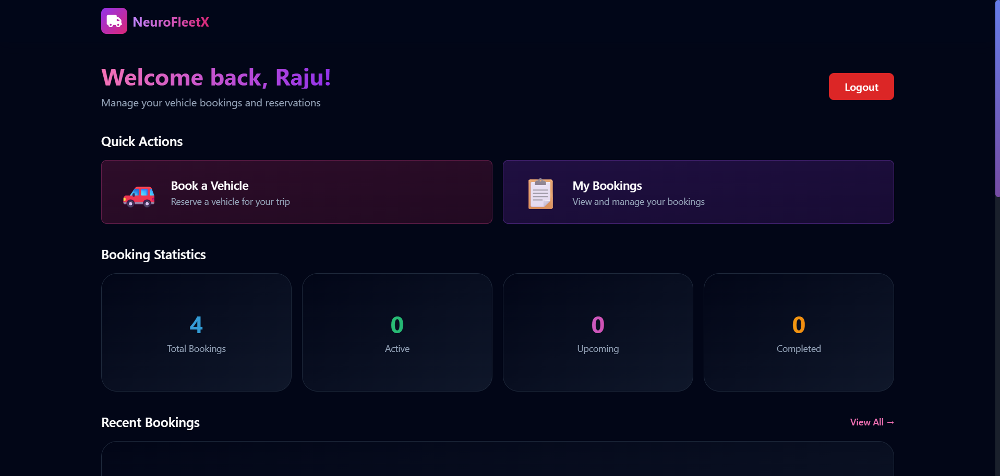 NeuroFleetX
Welcome back, Raju!
Manage your vehicle bookings and reservations
Logout
Quick Actions
Book a Vehicle
Reserve a vehicle for your trip
My Bookings
View and manage your bookings
Booking Statistics
4
Total Bookings
0
Active
0
Upcoming
0
Completed
Recent Bookings
View All →